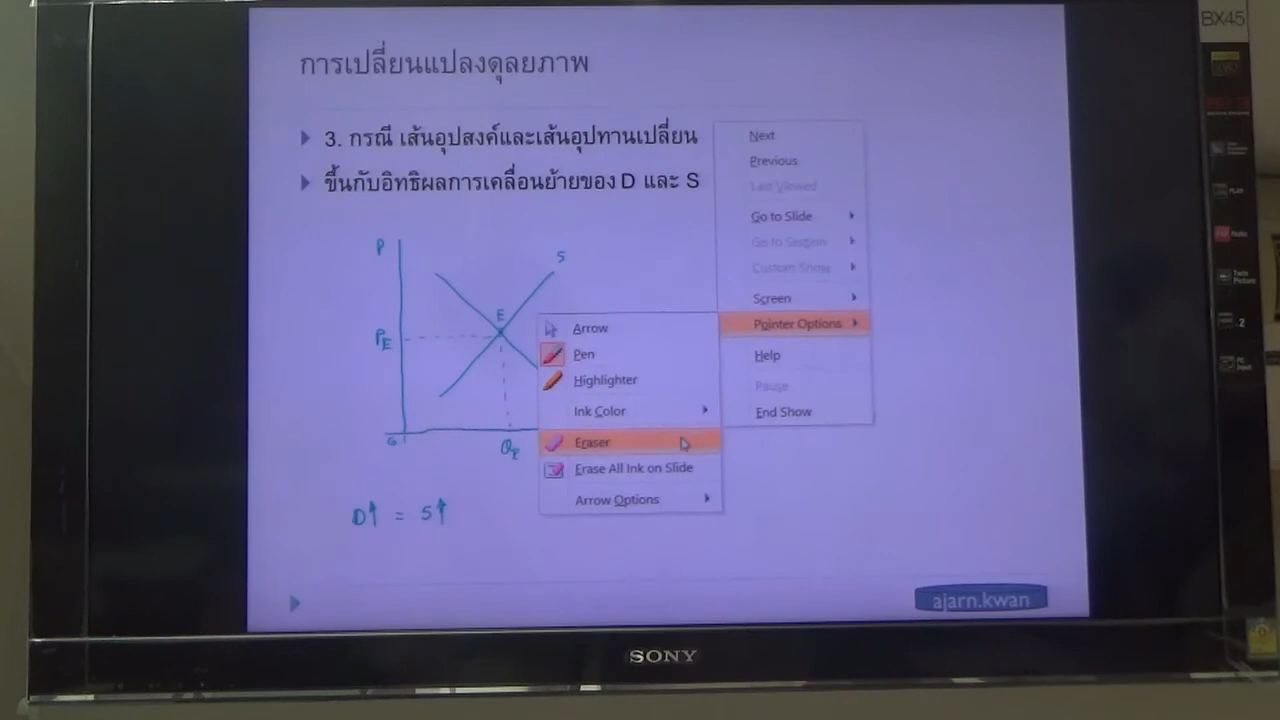 การเปลี่ยนแปลงดุลยภาพ
3. กรณี เส้นอุปสงค์และเส้นอุปทานเปลี่ยน
ขึ้นกับอิทธิผลการเคลื่อนย้ายของ D และ S
Next
Previous
Last Viewed
Go to Slide
Go to Section
Custom Show
Screen
Pointer Options
Help
Pause
End Show
Arrow
Pen
Highlighter
Ink Color
Eraser
Erase All Ink on Slide
Arrow Options
P
S
E
PE
QE
D↑ = S↑
ajarn.kwan
SONY
BX45
PLAY